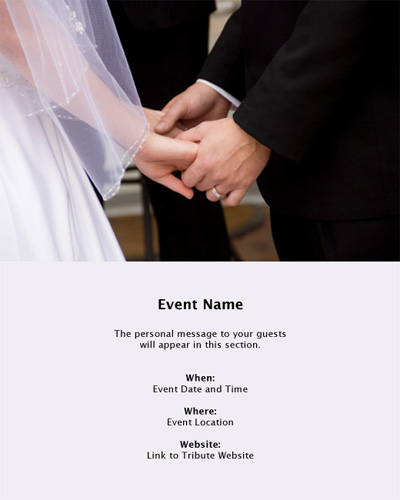 Event Name
The personal message to your guests
will appear in this section.
When:
Event Date and Time
Where:
Event Location
Website:
Link to Tribute Website